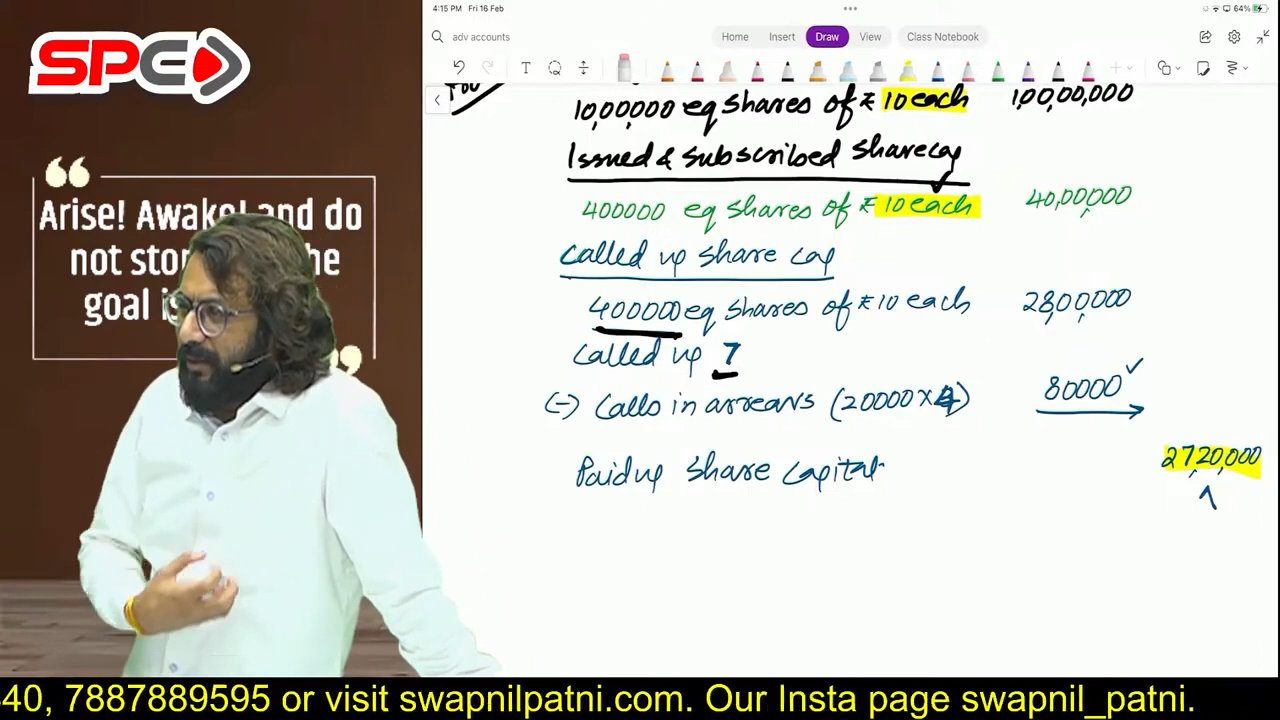 4:15 PM Fri 16 Feb
64%
SPE
adv accounts
Home Insert Draw View Class Notebook
10,00,000 eq shares of ₹ 10 each 1,00,00,000
Issued & subscribed share cap
400000 eq shares of ₹ 10 each 40,00,000
Called up share cap
400000 eq shares of ₹ 10 each 28,00,000
Called up 7
(-) Calls in arrears (20000 x 4) 80000
Paid up share capital 27,20,000
Arise! Awake! and do
not stop the
goal is
40, 7887889595 or visit swapnilpatni.com. Our Insta page swapnil_patni.